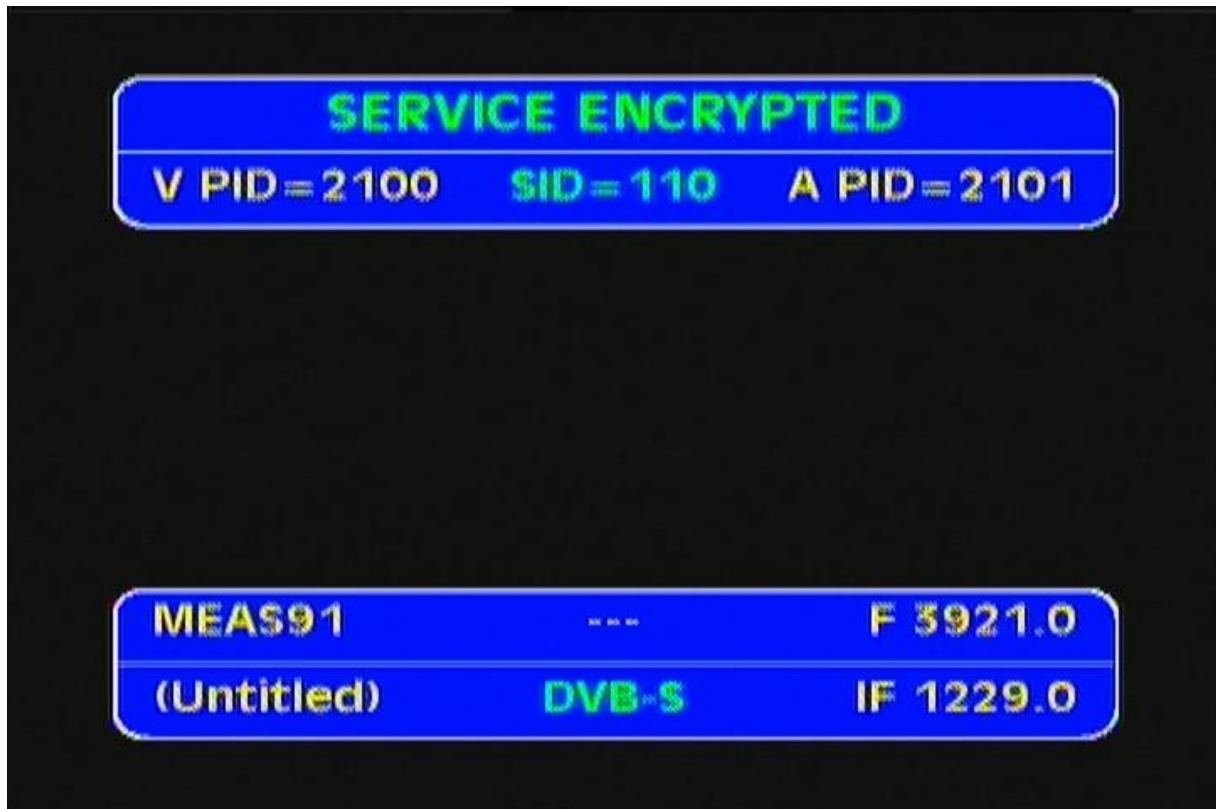 SERVICE ENCRYPTED
V PID=2100 SID=110 A PID=2101
MEAS91 --- F 3921.0
(Untitled) DVB-S IF 1229.0